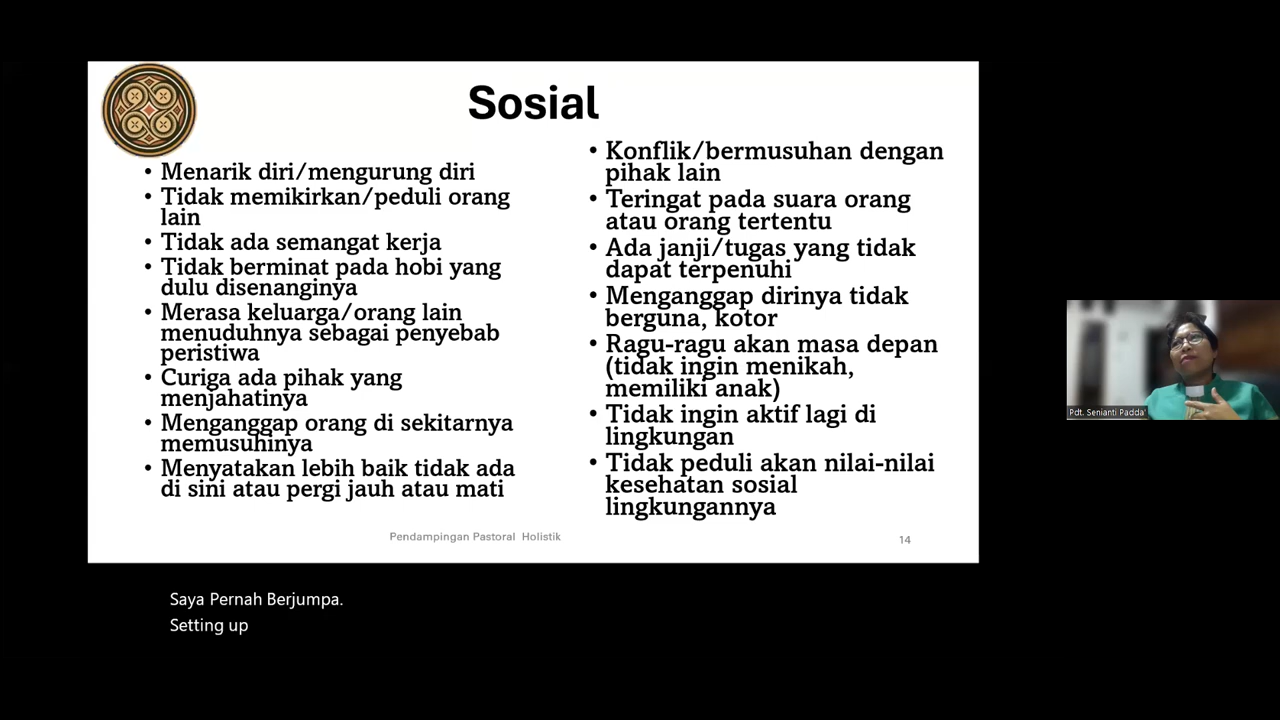 Sosial
• Menarik diri/mengurung diri
• Tidak memikirkan/peduli orang
lain
• Tidak ada semangat kerja
• Tidak berminat pada hobi yang
dulu disenanginya
• Merasa keluarga/orang lain
menuduhnya sebagai penyebab
peristiwa
• Curiga ada pihak yang
menjahatinya
• Menganggap orang di sekitarnya
memusuhinya
• Menyatakan lebih baik tidak ada
di sini atau pergi jauh atau mati
• Konflik/bermusuhan dengan
pihak lain
• Teringat pada suara orang
atau orang tertentu
• Ada janji/tugas yang tidak
dapat terpenuhi
• Menganggap dirinya tidak
berguna, kotor
• Ragu-ragu akan masa depan
(tidak ingin menikah,
memiliki anak)
• Tidak ingin aktif lagi di
lingkungan
• Tidak peduli akan nilai-nilai
kesehatan sosial
lingkungannya
Pendampingan Pastoral Holistik
14
Pdt. Senianti Padda'
Saya Pernah Berjumpa.
Setting up